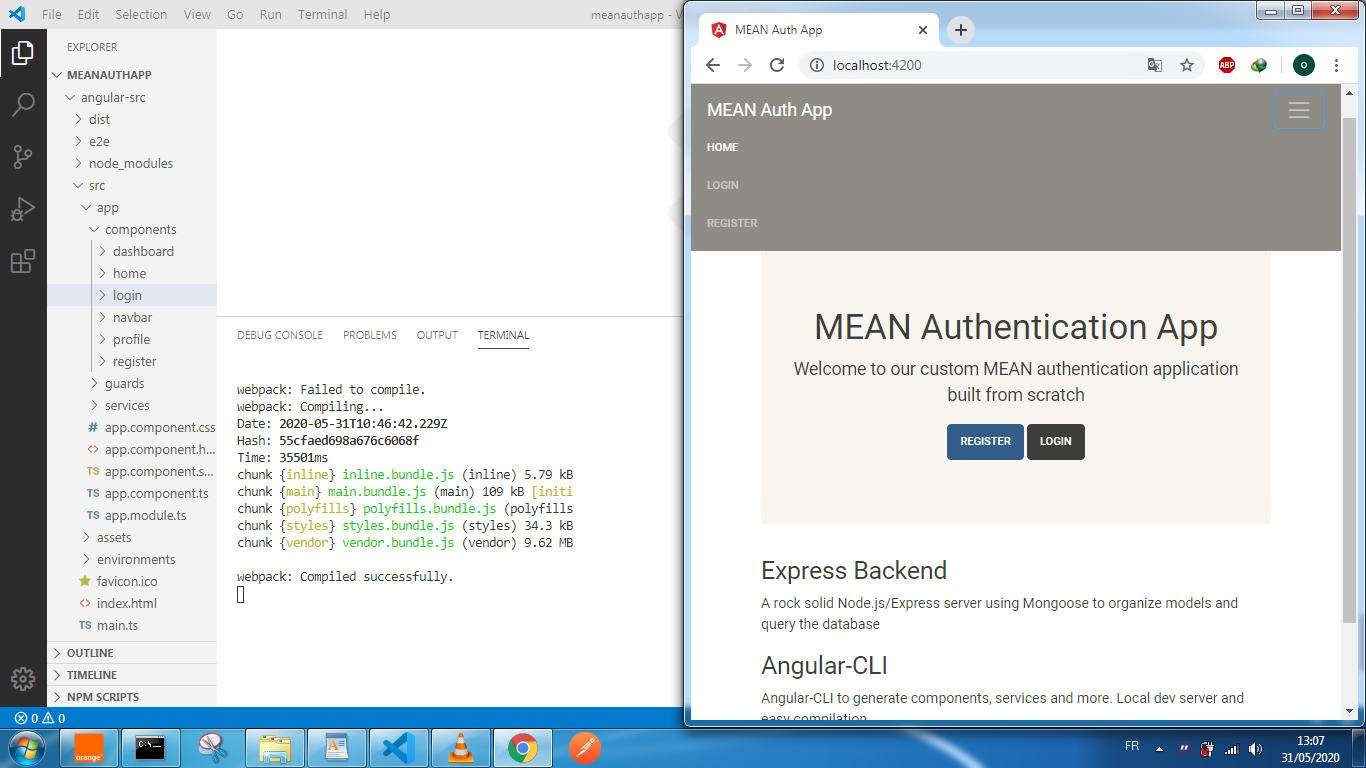 File Edit Selection View Go Run Terminal Help
meanauthapp - V
EXPLORER
MEANAUTHAPP
angular-src
dist
e2e
node_modules
src
app
components
dashboard
home
login
navbar
profile
register
guards
services
# app.component.css
<> app.component.h...
TS app.component.s...
TS app.component.ts
TS app.module.ts
assets
environments
favicon.ico
<> index.html
TS main.ts
OUTLINE
TIMELINE
NPM SCRIPTS
0 0
DEBUG CONSOLE PROBLEMS OUTPUT TERMINAL
webpack: Failed to compile.
webpack: Compiling...
Date: 2020-05-31T10:46:42.229Z
Hash: 55cfaed698a676c6068f
Time: 35501ms
chunk {inline} inline.bundle.js (inline) 5.79 kB
chunk {main} main.bundle.js (main) 109 kB [initi
chunk {polyfills} polyfills.bundle.js (polyfills
chunk {styles} styles.bundle.js (styles) 34.3 kB
chunk {vendor} vendor.bundle.js (vendor) 9.62 MB
webpack: Compiled successfully.
MEAN Auth App
localhost:4200
ABP
O
MEAN Auth App
HOME
LOGIN
REGISTER
MEAN Authentication App
Welcome to our custom MEAN authentication application
built from scratch
REGISTER LOGIN
Express Backend
A rock solid Node.js/Express server using Mongoose to organize models and
query the database
Angular-CLI
Angular-CLI to generate components, services and more. Local dev server and
easy compilation
orange
C:\
FR
13:07
31/05/2020